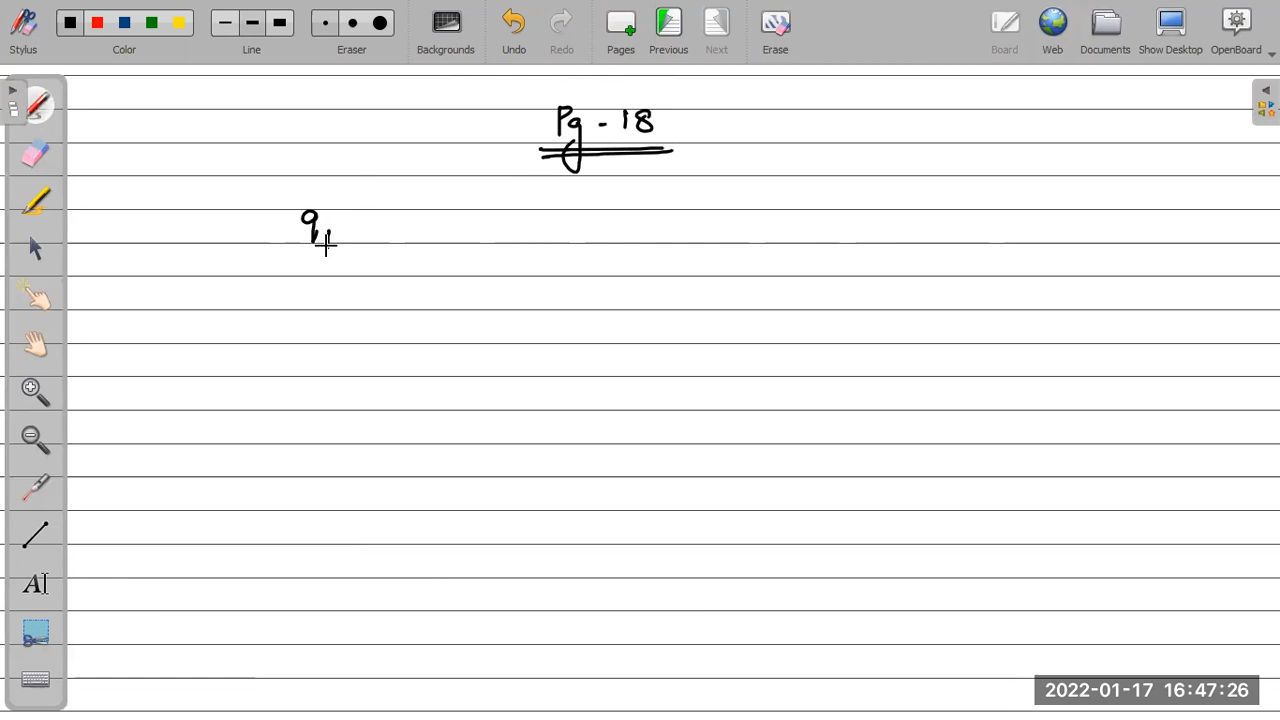 Stylus Color Line Eraser Backgrounds Undo Redo Pages Previous Next Erase Board Web Documents Show Desktop OpenBoard
Pg - 18
2022-01-17 16:47:26